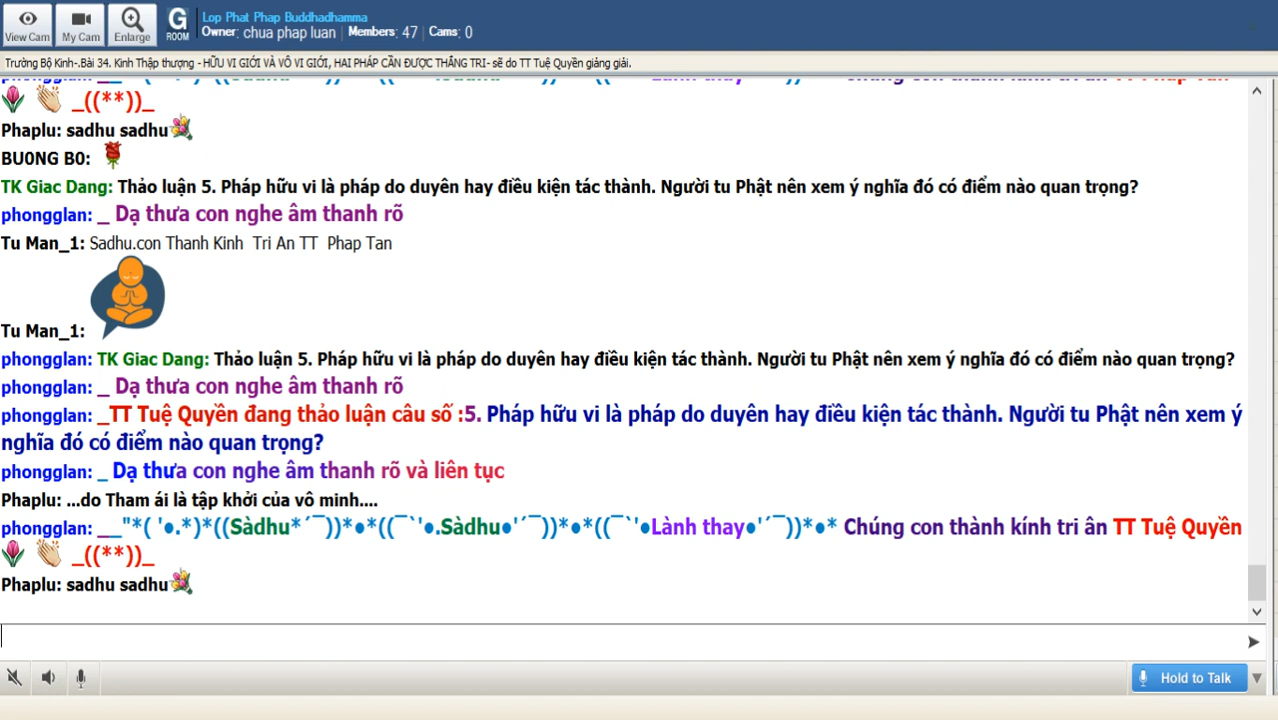 View Cam
My Cam
Enlarge
G
ROOM
Lop Phat Phap Buddhadhamma
Owner: chua phap luan | Members: 47 | Cams: 0
Trường Bộ Kinh-.Bài 34. Kinh Thập thượng - HỮU VI GIỚI VÀ VÔ VI GIỚI, HAI PHÁP CẦN ĐƯỢC THẮNG TRI- sẽ do TT Tuệ Quyền giảng giải.
_((**))_
Phaplu: sadhu sadhu
BU0NG B0:
TK Giac Dang: Thảo luận 5. Pháp hữu vi là pháp do duyên hay điều kiện tác thành. Người tu Phật nên xem ý nghĩa đó có điểm nào quan trọng?
phongglan: _ Dạ thưa con nghe âm thanh rõ
Tu Man_1: Sadhu.con Thanh Kinh Tri An TT Phap Tan
Tu Man_1:
phongglan: TK Giac Dang: Thảo luận 5. Pháp hữu vi là pháp do duyên hay điều kiện tác thành. Người tu Phật nên xem ý nghĩa đó có điểm nào quan trọng?
phongglan: _ Dạ thưa con nghe âm thanh rõ
phongglan: _TT Tuệ Quyền đang thảo luận câu số :5. Pháp hữu vi là pháp do duyên hay điều kiện tác thành. Người tu Phật nên xem ý
nghĩa đó có điểm nào quan trọng?
phongglan: _ Dạ thưa con nghe âm thanh rõ và liên tục
Phaplu: ...do Tham ái là tập khởi của vô minh....
phongglan: __"*( '●.*)*((Sàdhu*´¯))*●*((¯`'●.Sàdhu●'´¯))*●*((¯`'●Lành thay●'´¯))*●* Chúng con thành kính tri ân TT Tuệ Quyền
_((**))_
Phaplu: sadhu sadhu
Hold to Talk